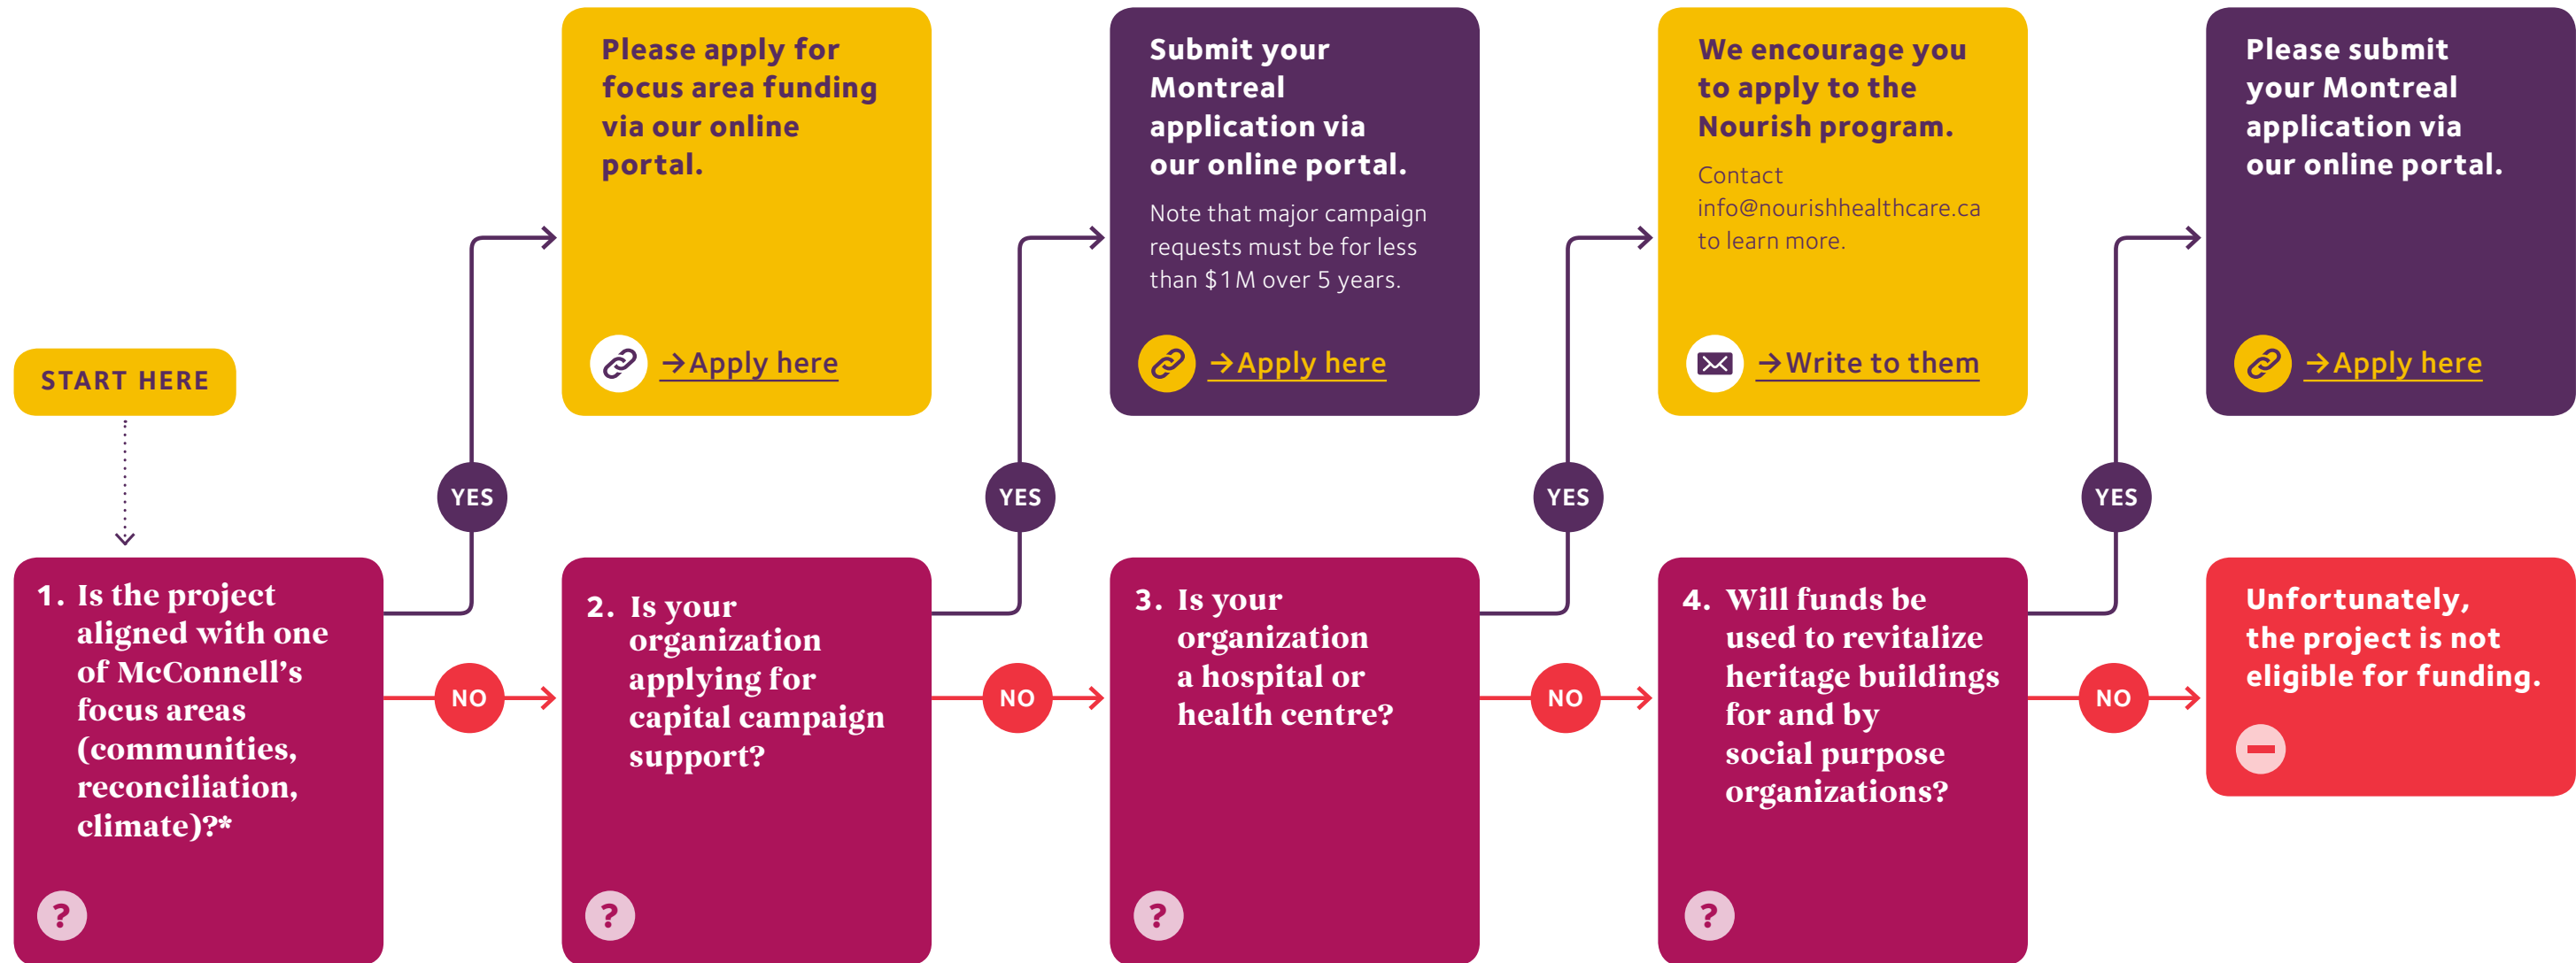 START HERE
1. Is the project
aligned with one
of McConnell’s
focus areas
(communities,
reconciliation,
climate)?*
?
YES
Please apply for
focus area funding
via our online
portal.
→Apply here
NO
2. Is your
organization
applying for
capital campaign
support?
?
YES
Submit your
Montreal
application via
our online portal.
Note that major campaign
requests must be for less
than $1M over 5 years.
→Apply here
NO
3. Is your
organization
a hospital or
health centre?
?
YES
We encourage you
to apply to the
Nourish program.
Contact
info@nourishhealthcare.ca
to learn more.
→Write to them
NO
4. Will funds be
used to revitalize
heritage buildings
for and by
social purpose
organizations?
?
YES
Please submit
your Montreal
application via
our online portal.
→Apply here
NO
Unfortunately,
the project is not
eligible for funding.